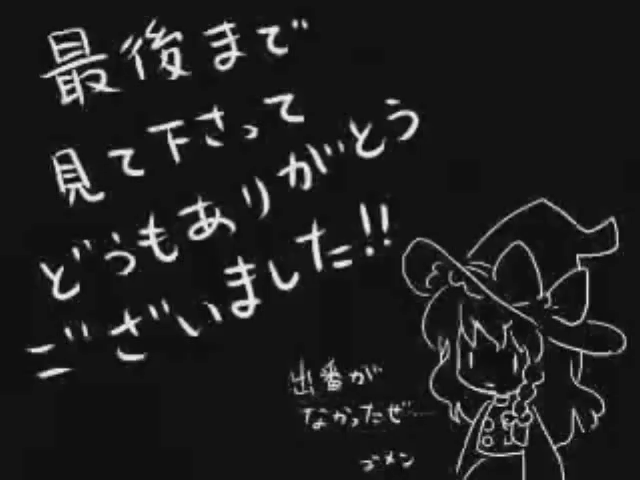 最後まで
見て下さって
どうもありがとう
ございました!!
出番が
なかったぜ……
ゴメン